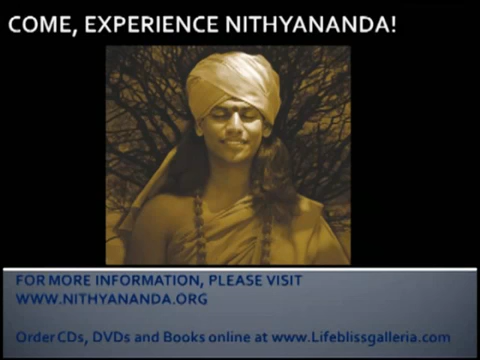 COME, EXPERIENCE NITHYANANDA!
FOR MORE INFORMATION, PLEASE VISIT
WWW.NITHYANANDA.ORG
Order CDs, DVDs and Books online at www.Lifeblissgalleria.com